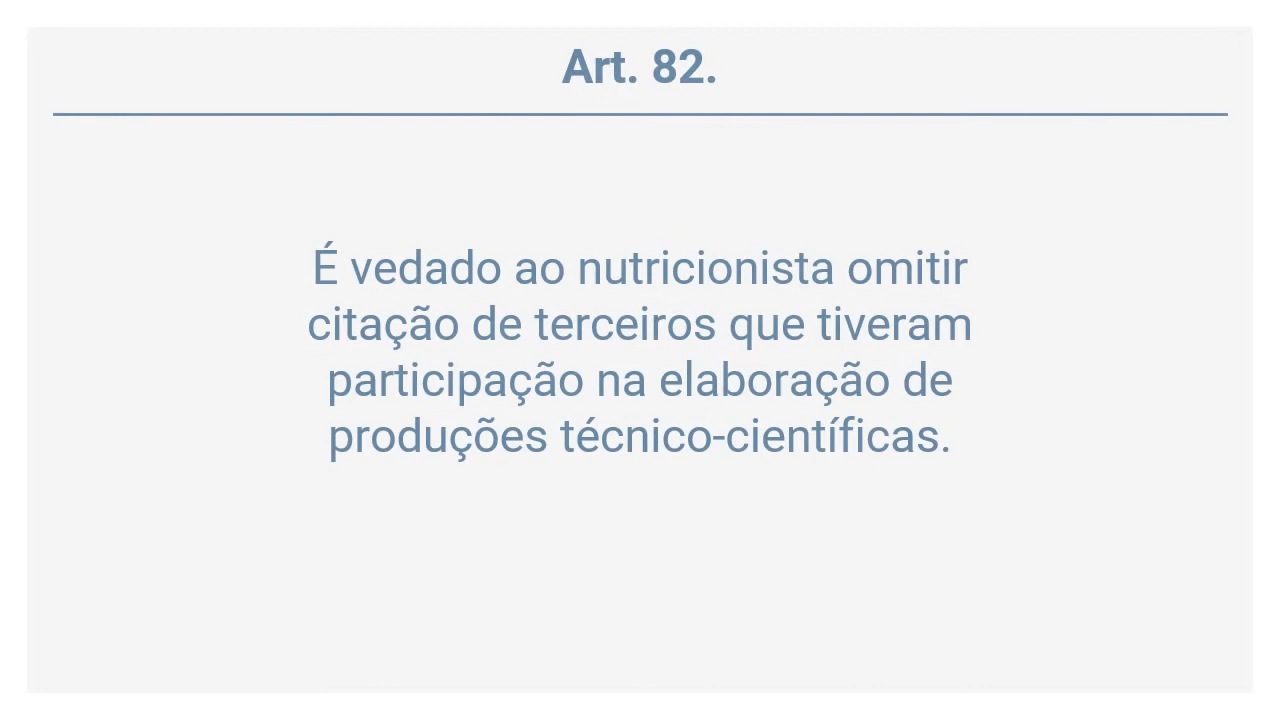 Art. 82.
É vedado ao nutricionista omitir
citação de terceiros que tiveram
participação na elaboração de
produções técnico-científicas.